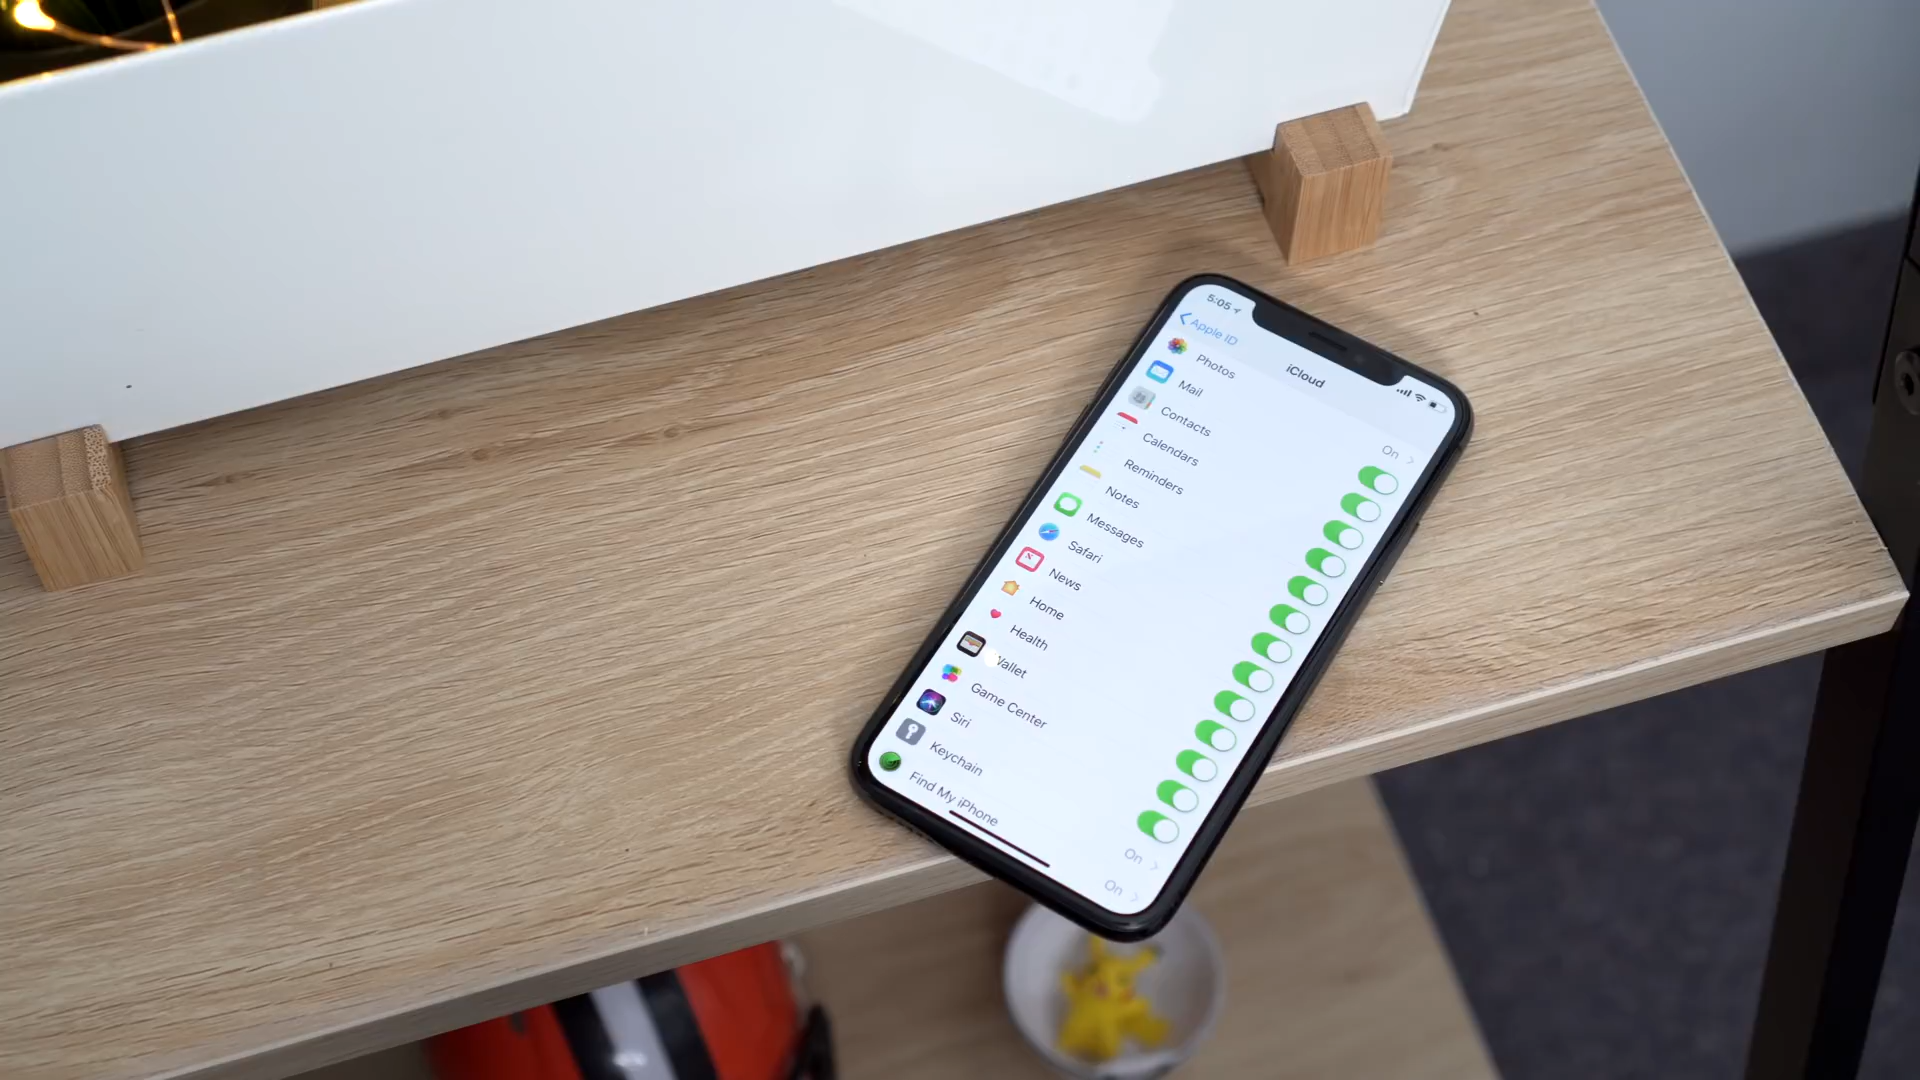 5:05
Apple ID
iCloud
Photos
On
Mail
Contacts
Calendars
Reminders
Notes
Messages
Safari
News
Home
Health
Wallet
Game Center
Siri
Keychain
On
Find My iPhone
On